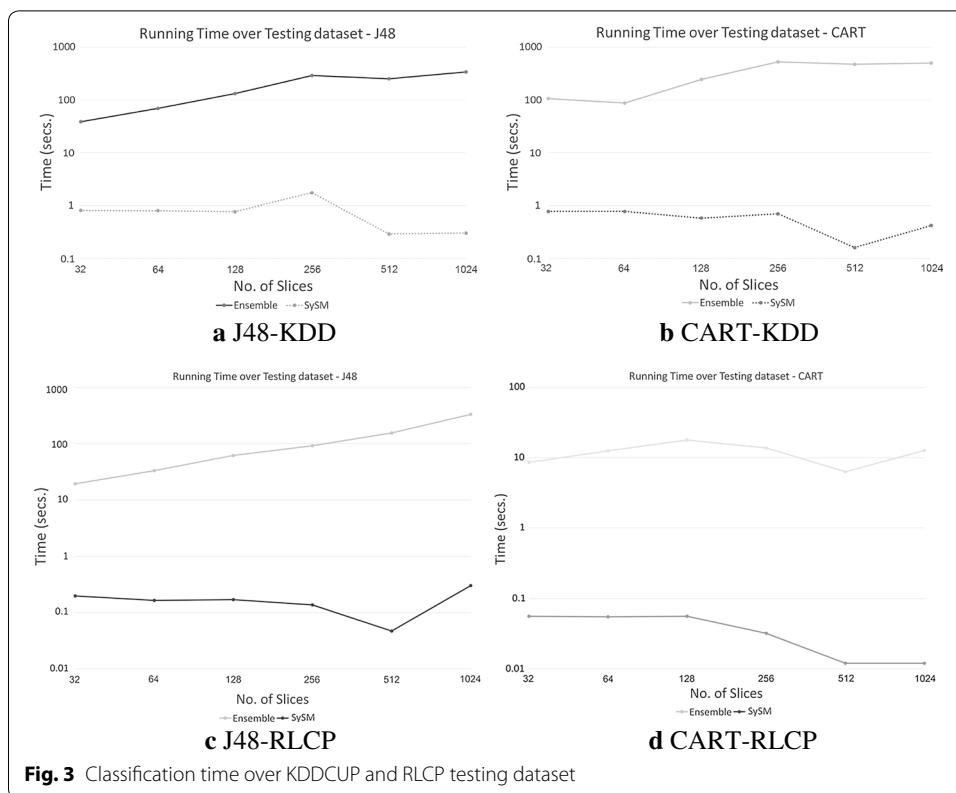 Running Time over Testing dataset - J48
1000
100
10
1
0.1
Time (secs.)
32 64 128 256 512 1024
No. of Slices
Ensemble SySM
a J48-KDD
Running Time over Testing dataset - CART
1000
100
10
1
0.1
Time (secs.)
32 64 128 256 512 1024
No. of Slices
Ensemble SySM
b CART-KDD
Running Time over Testing dataset - J48
1000
100
10
1
0.1
0.01
Time (secs.)
32 64 128 256 512 1024
No. of Slices
Ensemble SySM
c J48-RLCP
Running Time over Testing dataset - CART
100
10
1
0.1
0.01
Time (secs.)
32 64 128 256 512 1024
No. of Slices
Ensemble SySM
d CART-RLCP
Fig. 3 Classification time over KDDCUP and RLCP testing dataset